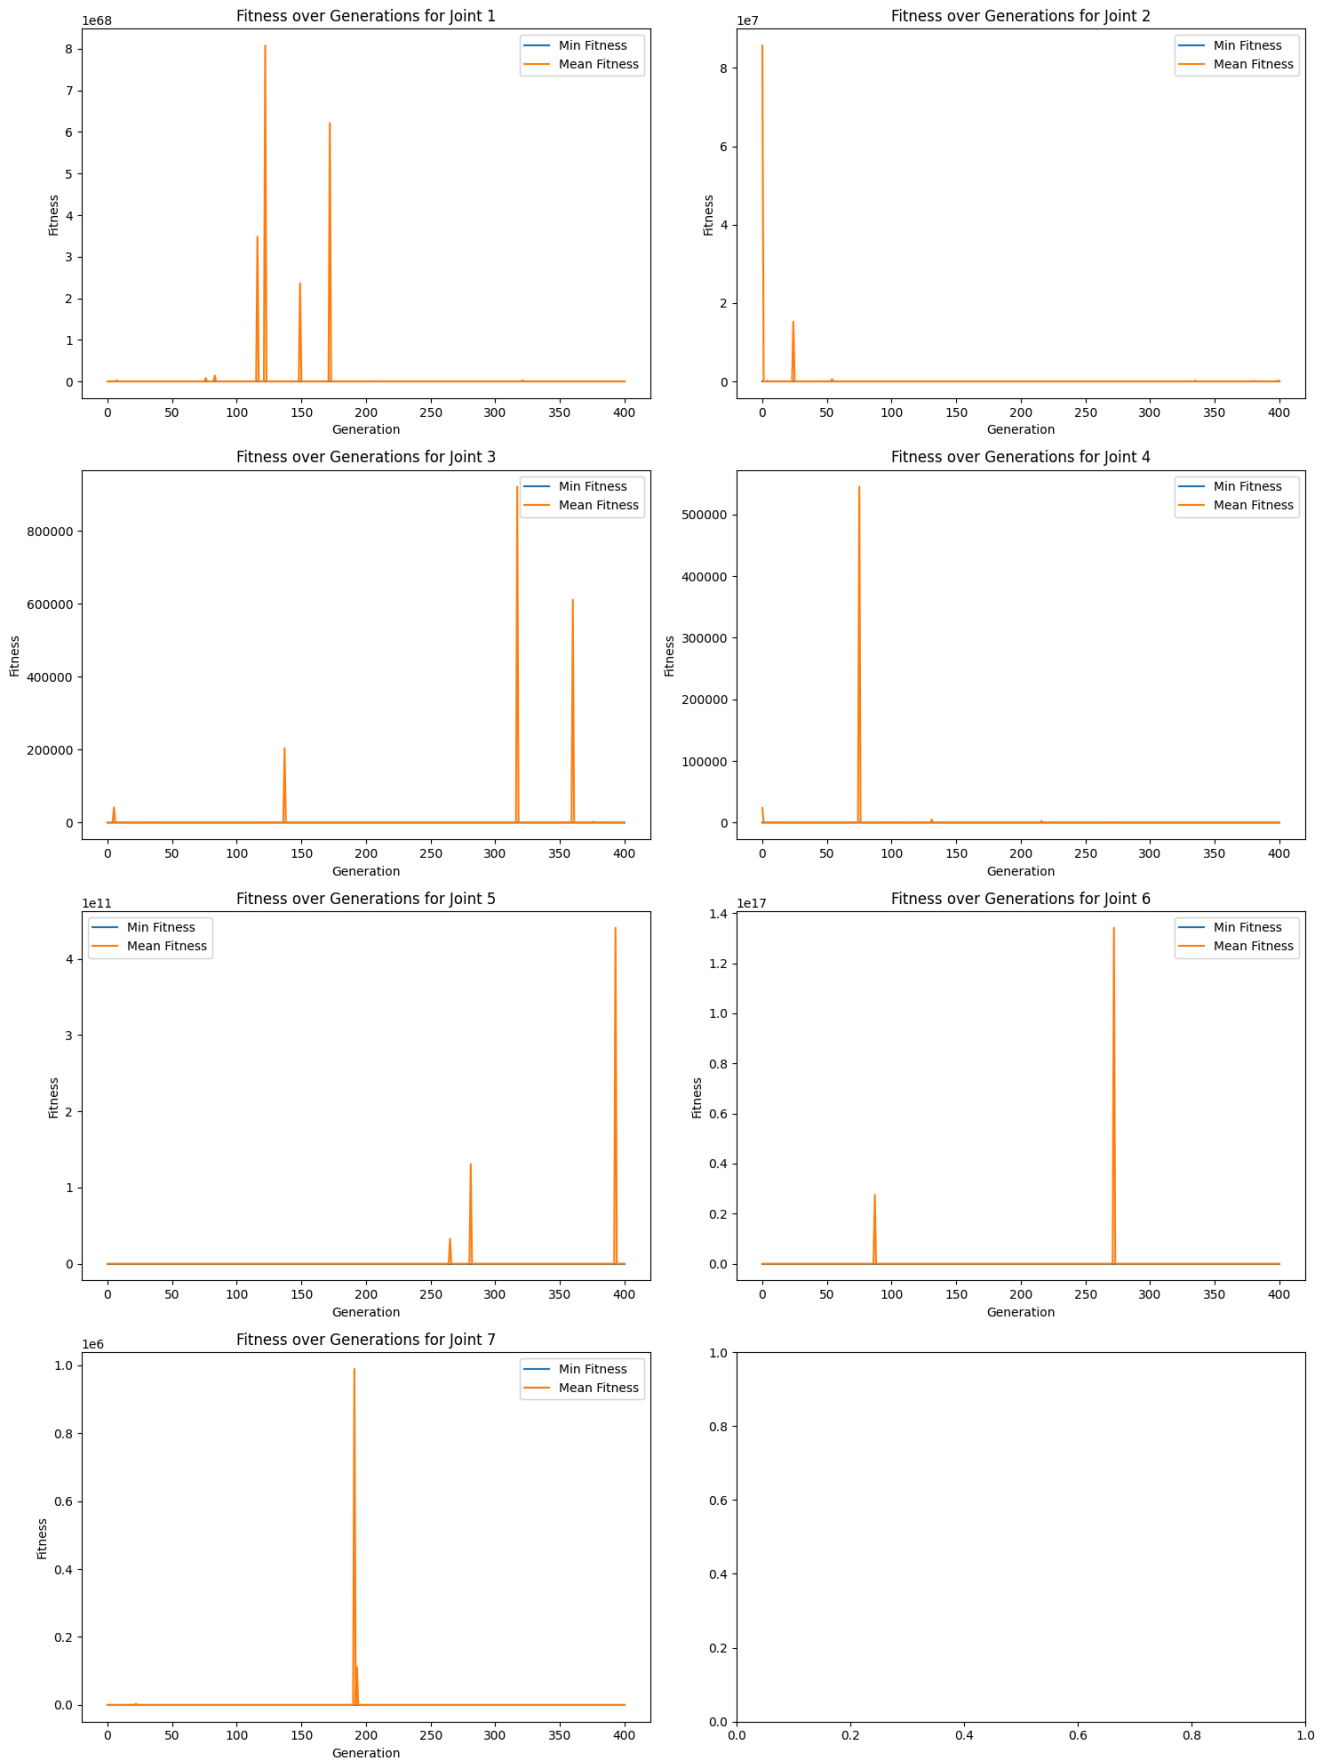 Fitness over Generations for Joint 1
1e68
Min Fitness
Mean Fitness
8
7
6
5
4
3
2
1
0
Fitness
0 50 100 150 200 250 300 350 400
Generation
Fitness over Generations for Joint 2
1e7
Min Fitness
Mean Fitness
8
6
4
2
0
Fitness
0 50 100 150 200 250 300 350 400
Generation
Fitness over Generations for Joint 3
Min Fitness
Mean Fitness
800000
600000
400000
200000
0
Fitness
0 50 100 150 200 250 300 350 400
Generation
Fitness over Generations for Joint 4
Min Fitness
Mean Fitness
500000
400000
300000
200000
100000
0
Fitness
0 50 100 150 200 250 300 350 400
Generation
Fitness over Generations for Joint 5
1e11
Min Fitness
Mean Fitness
4
3
2
1
0
Fitness
0 50 100 150 200 250 300 350 400
Generation
Fitness over Generations for Joint 6
1e17
Min Fitness
Mean Fitness
1.4
1.2
1.0
0.8
0.6
0.4
0.2
0.0
Fitness
0 50 100 150 200 250 300 350 400
Generation
Fitness over Generations for Joint 7
1e6
Min Fitness
Mean Fitness
1.0
0.8
0.6
0.4
0.2
0.0
Fitness
0 50 100 150 200 250 300 350 400
Generation
1.0
0.8
0.6
0.4
0.2
0.0
0.0 0.2 0.4 0.6 0.8 1.0